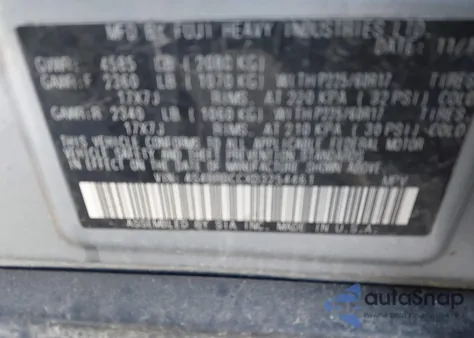 MFD BY FUJI HEAVY INDUSTRIES LTD.
DATE: 11/
GVWR: 4585 LB (2080 KG)
GAWR:F 2360 LB (1070 KG) WITH P225/60R17 TIRES
17X7J RIMS, AT 220 KPA (32 PSI) COLD
GAWR:R 2340 LB (1060 KG) WITH P225/60R17 TIRES
17X7J RIMS, AT 210 KPA (30 PSI) COLD
THIS VEHICLE CONFORMS TO ALL APPLICABLE FEDERAL MOTOR
VEHICLE SAFETY AND THEFT PREVENTION STANDARDS
IN EFFECT ON THE DATE OF MANUFACTURE SHOWN ABOVE.
VIN: MPV
ASSEMBLED BY SIA INC. MADE IN U.S.A.
autoSnap